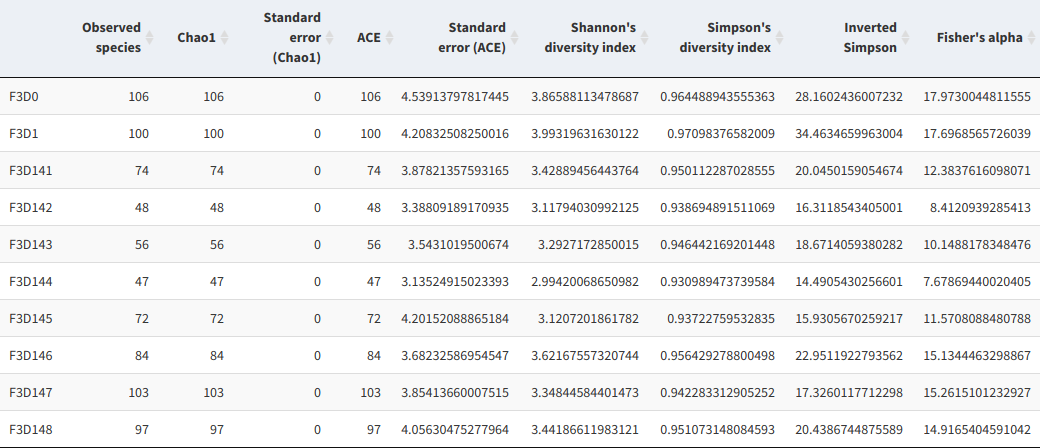 Observed species Chao1 Standard error (Chao1) ACE Standard error (ACE) Shannon's diversity index Simpson's diversity index Inverted Simpson Fisher's alpha
F3D0 106 106 0 106 4.53913797817445 3.86588113478687 0.964488943555363 28.1602436007232 17.9730044811555
F3D1 100 100 0 100 4.20832508250016 3.99319631630122 0.97098376582009 34.4634659963004 17.6968565726039
F3D141 74 74 0 74 3.87821357593165 3.42889456443764 0.950112287028555 20.0450159054674 12.3837616098071
F3D142 48 48 0 48 3.38809189170935 3.11794030992125 0.938694891511069 16.3118543405001 8.4120939285413
F3D143 56 56 0 56 3.5431019500674 3.2927172850015 0.946442169201448 18.6714059380282 10.1488178348476
F3D144 47 47 0 47 3.13524915023393 2.99420068650982 0.930989473739584 14.4905430256601 7.67869440020405
F3D145 72 72 0 72 4.20152088865184 3.1207201861782 0.93722759532835 15.9305670259217 11.5708088480788
F3D146 84 84 0 84 3.68232586954547 3.62167557320744 0.956429278800498 22.9511922793562 15.1344463298867
F3D147 103 103 0 103 3.85413660007515 3.34844584401473 0.942283312905252 17.3260117712298 15.2615101232927
F3D148 97 97 0 97 4.05630475277964 3.44186611983121 0.951073148084593 20.4386744875589 14.9165404591042